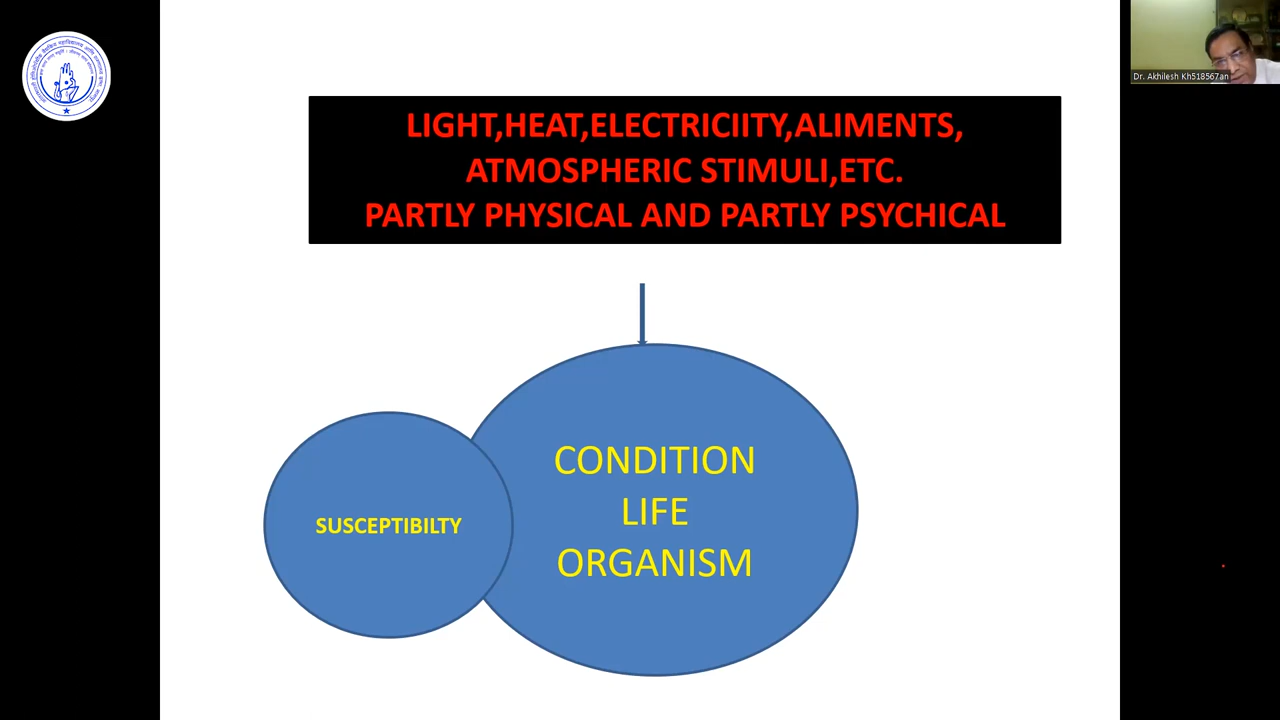 LIGHT,HEAT,ELECTRICIITY,ALIMENTS,
ATMOSPHERIC STIMULI,ETC.
PARTLY PHYSICAL AND PARTLY PSYCHICAL
Dr. Akhilesh Kh518567an
CONDITION
LIFE
ORGANISM
SUSCEPTIBILTY